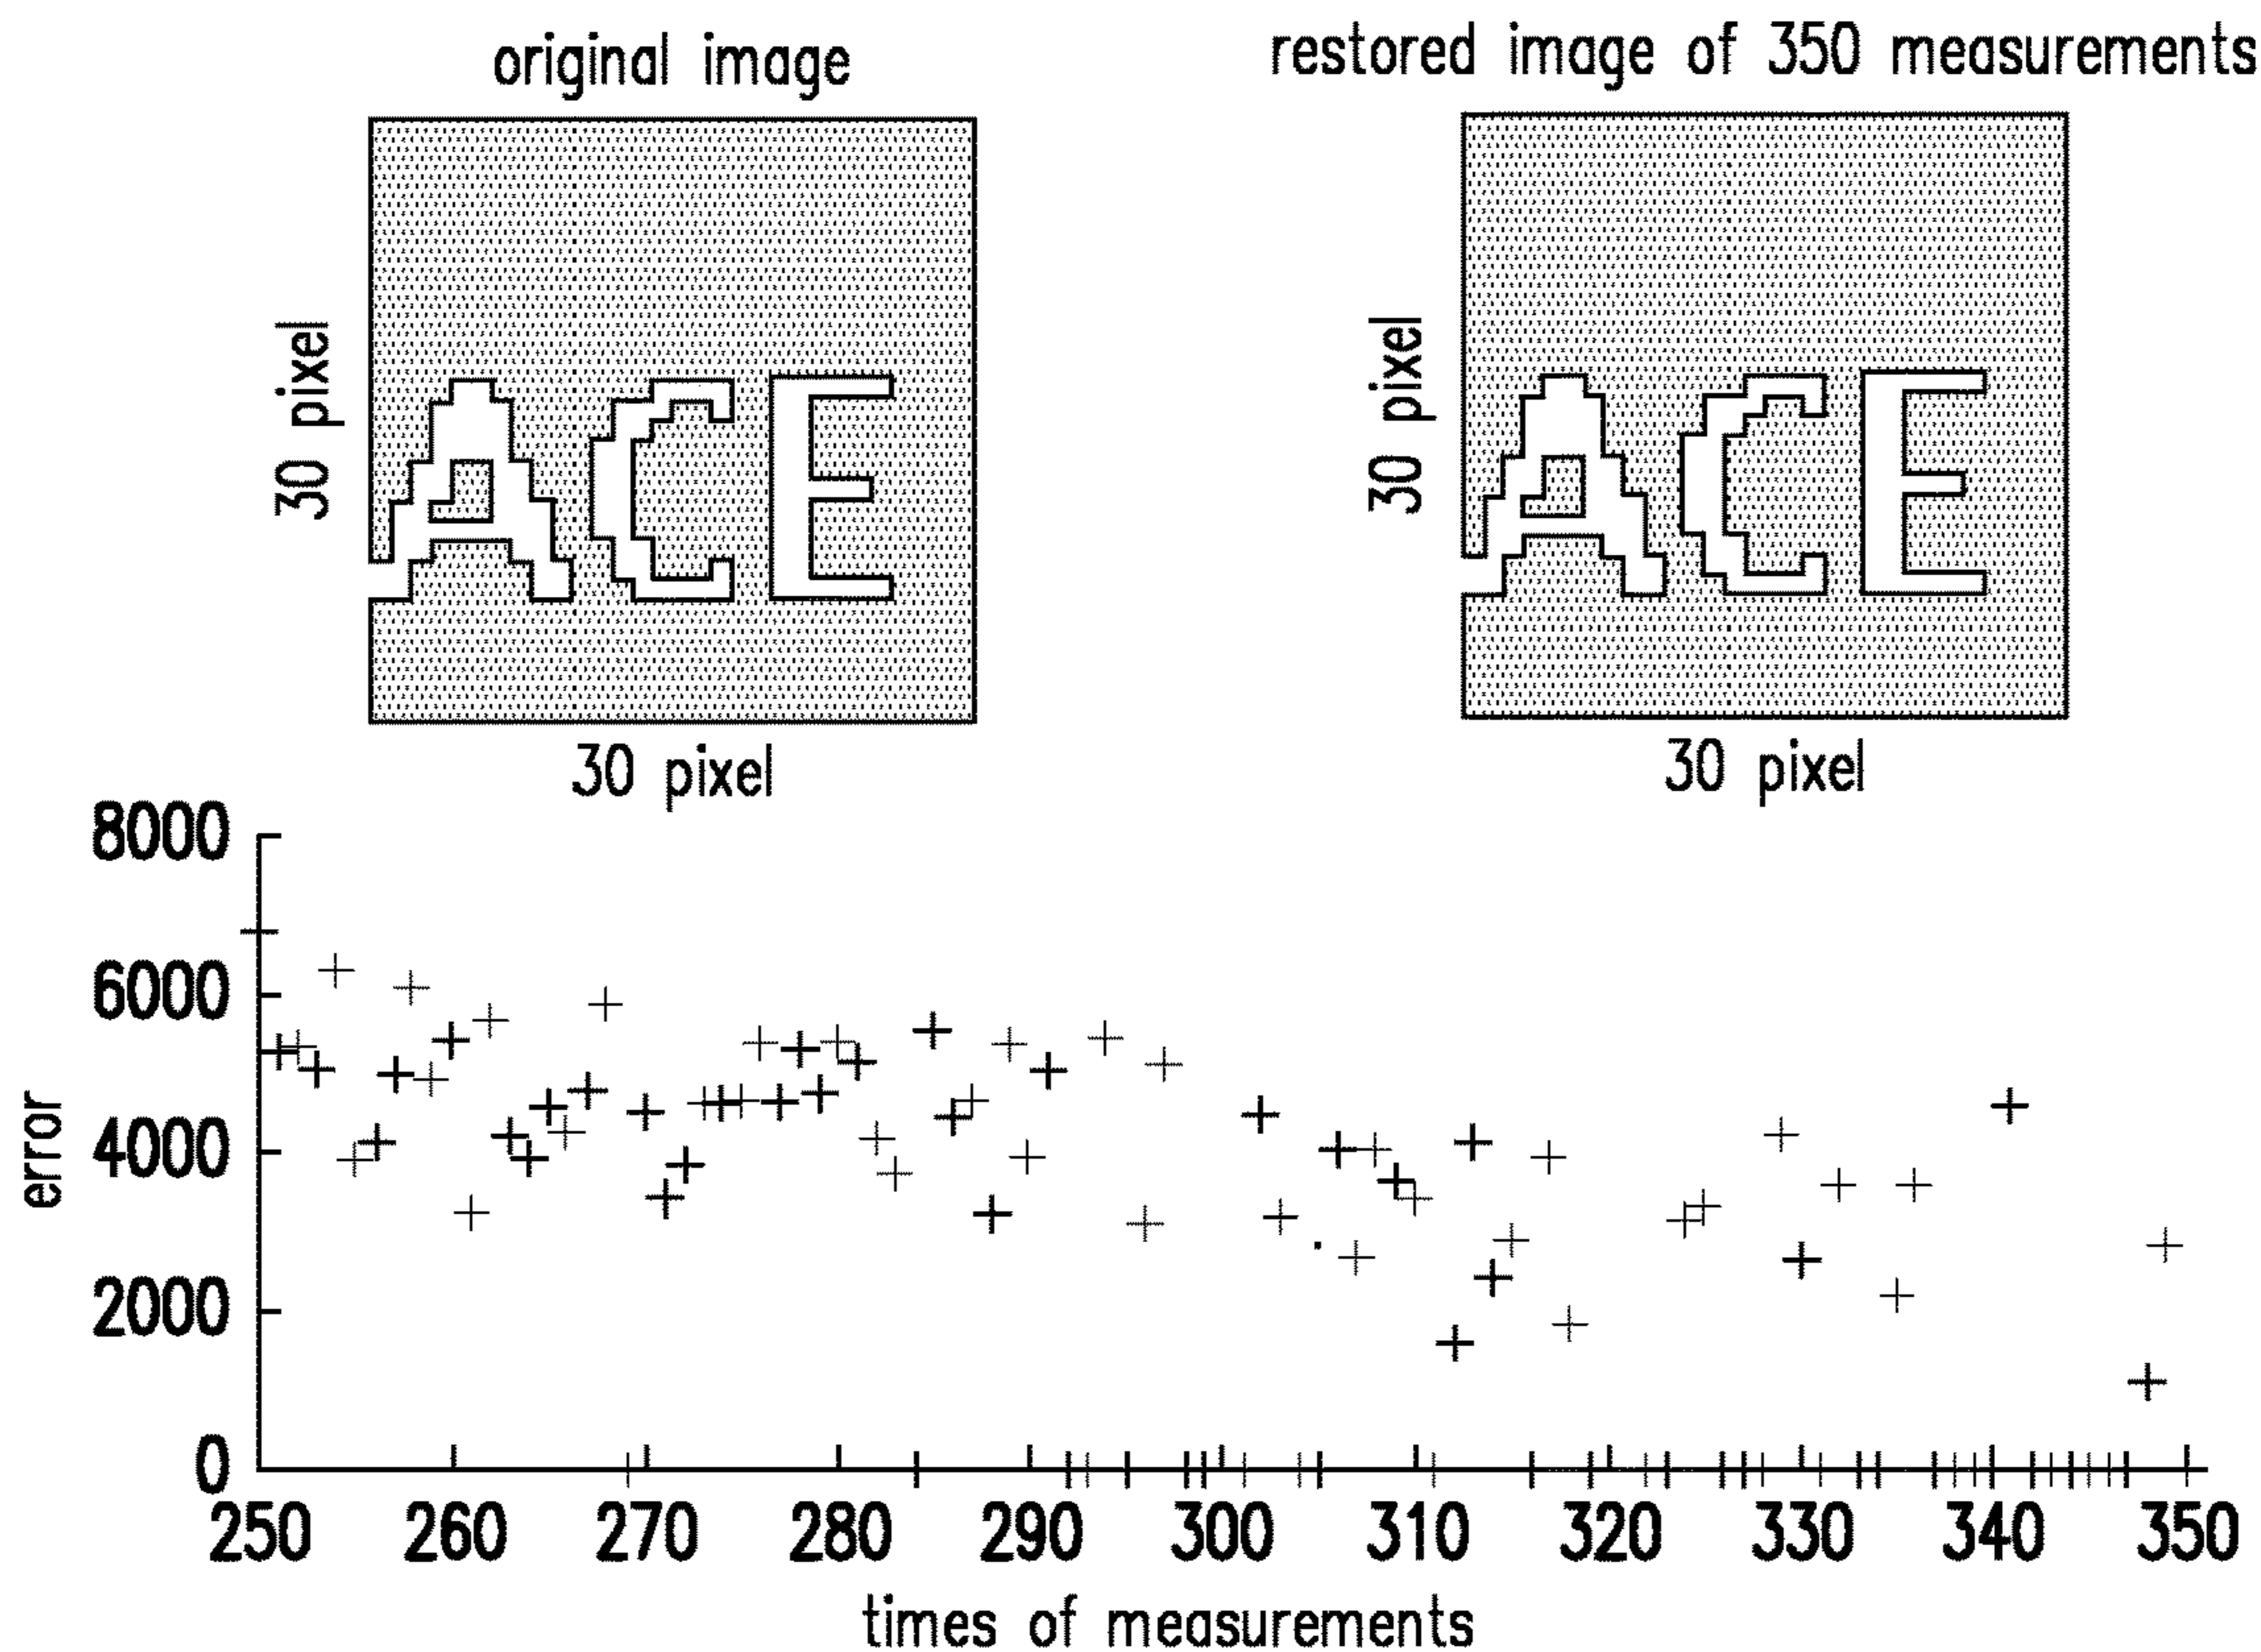 original image
restored image of 350 measurements
ACE
ACE
30 pixel
30 pixel
30 pixel
30 pixel
8000
6000
4000
2000
0
error
250 260 270 280 290 300 310 320 330 340 350
times of measurements